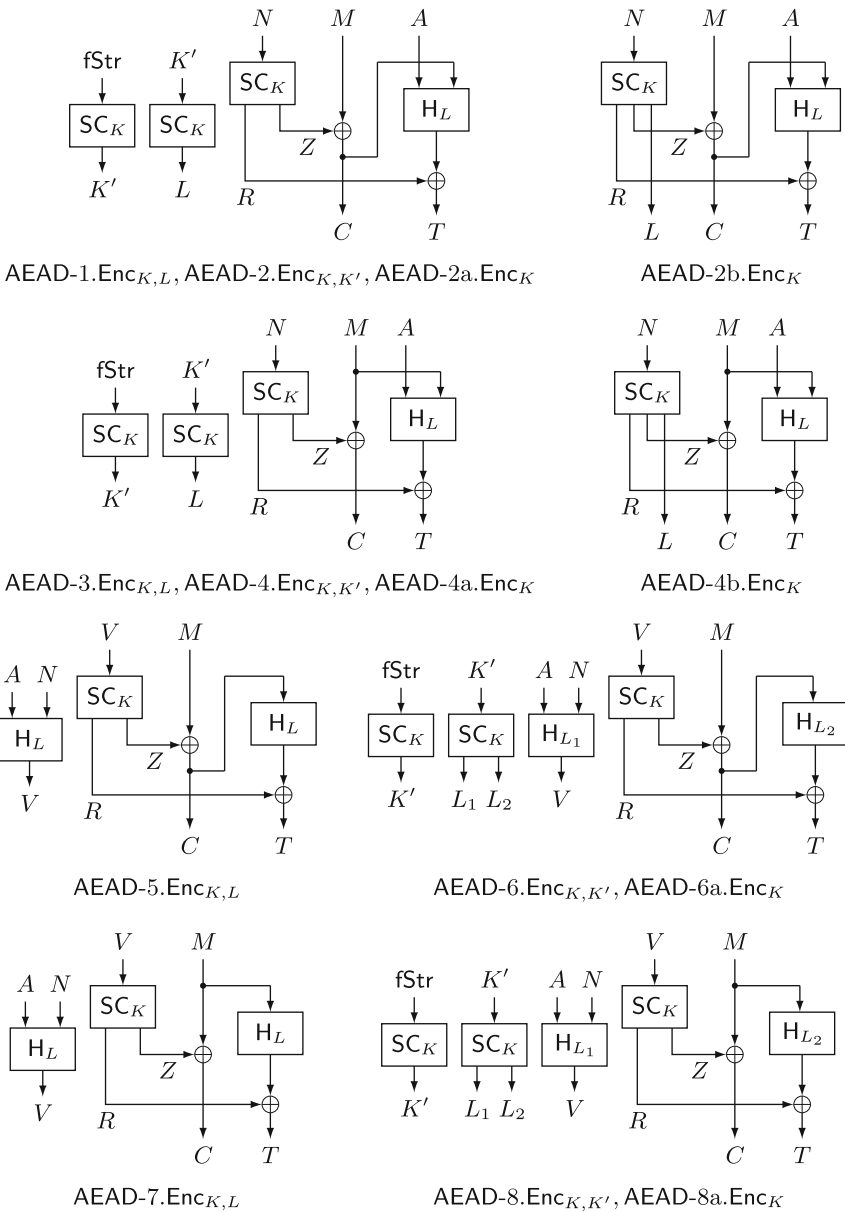 N M A N M A
fStr K′ SC_K SC_K
SC_K SC_K H_L H_L
Z Z
K′ L R R
C T L C T
AEAD-1.Enc_{K,L}, AEAD-2.Enc_{K,K′}, AEAD-2a.Enc_K AEAD-2b.Enc_K
N M A N M A
fStr K′ SC_K SC_K
SC_K SC_K H_L H_L
Z Z
K′ L R R
C T L C T
AEAD-3.Enc_{K,L}, AEAD-4.Enc_{K,K′}, AEAD-4a.Enc_K AEAD-4b.Enc_K
V M V M
A N SC_K fStr K′ A N SC_K
H_L H_L SC_K SC_K H_{L_1} H_{L_2}
Z Z
V R K′ L_1 L_2 V R
C T C T
AEAD-5.Enc_{K,L} AEAD-6.Enc_{K,K′}, AEAD-6a.Enc_K
V M V M
A N SC_K fStr K′ A N SC_K
H_L H_L SC_K SC_K H_{L_1} H_{L_2}
Z Z
V R K′ L_1 L_2 V R
C T C T
AEAD-7.Enc_{K,L} AEAD-8.Enc_{K,K′}, AEAD-8a.Enc_K